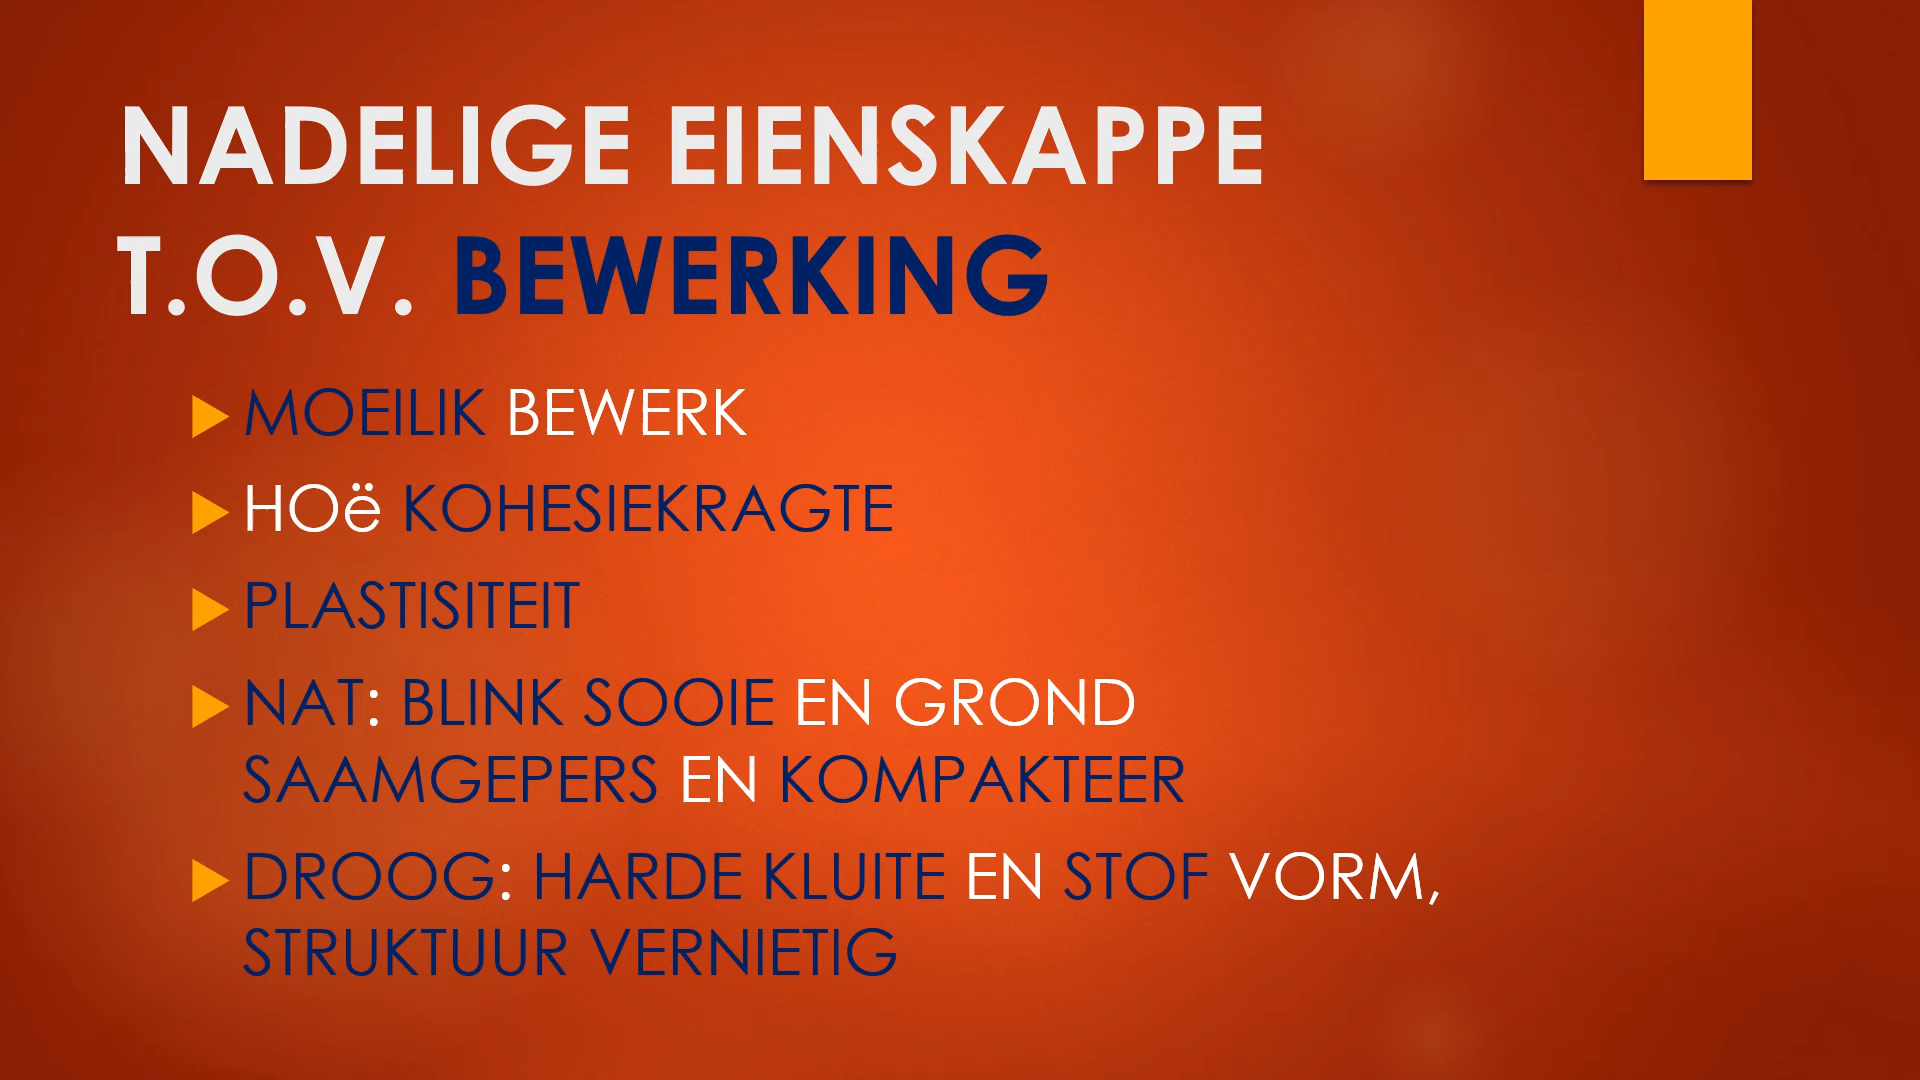 NADELIGE EIENSKAPPE
T.O.V. BEWERKING
MOEILIK BEWERK
HOë KOHESIEKRAGTE
PLASTISITEIT
NAT: BLINK SOOIE EN GROND
SAAMGEPERS EN KOMPAKTEER
DROOG: HARDE KLUITE EN STOF VORM,
STRUKTUUR VERNIETIG